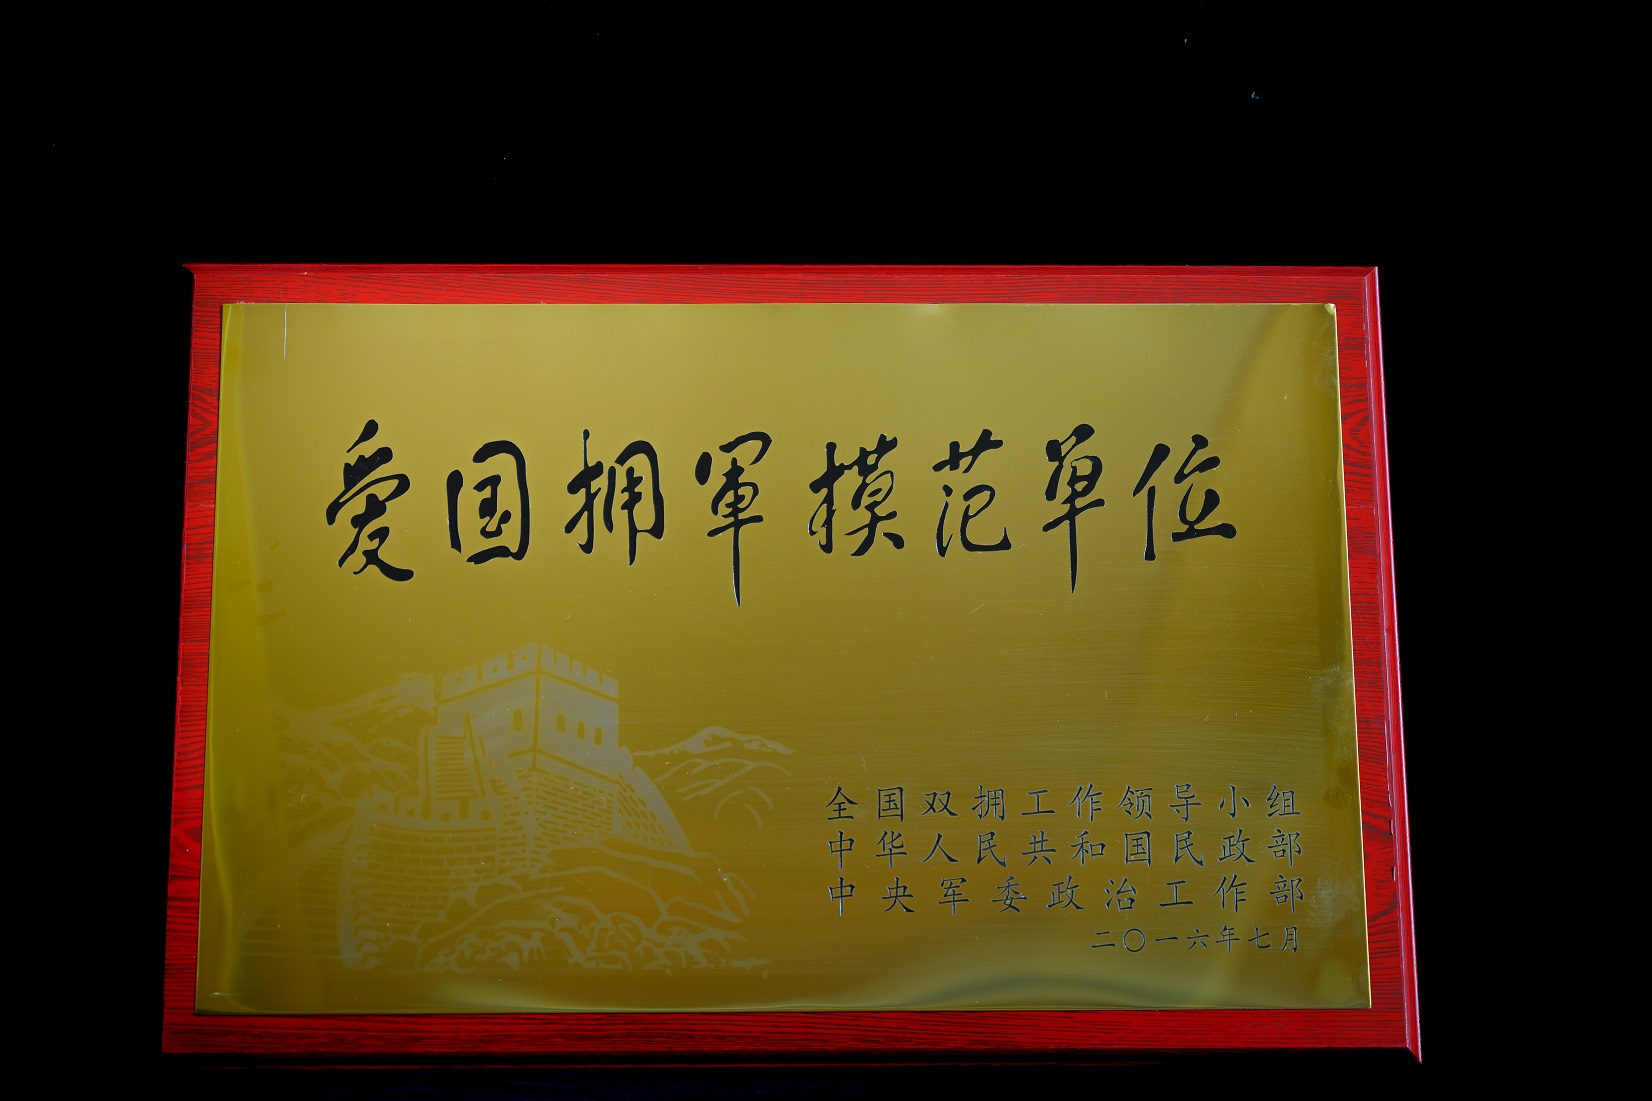 爱国拥軍模范单位
全国双拥工作领导小组
中华人民共和国民政部
中央军委政治工作部
二〇一六年七月